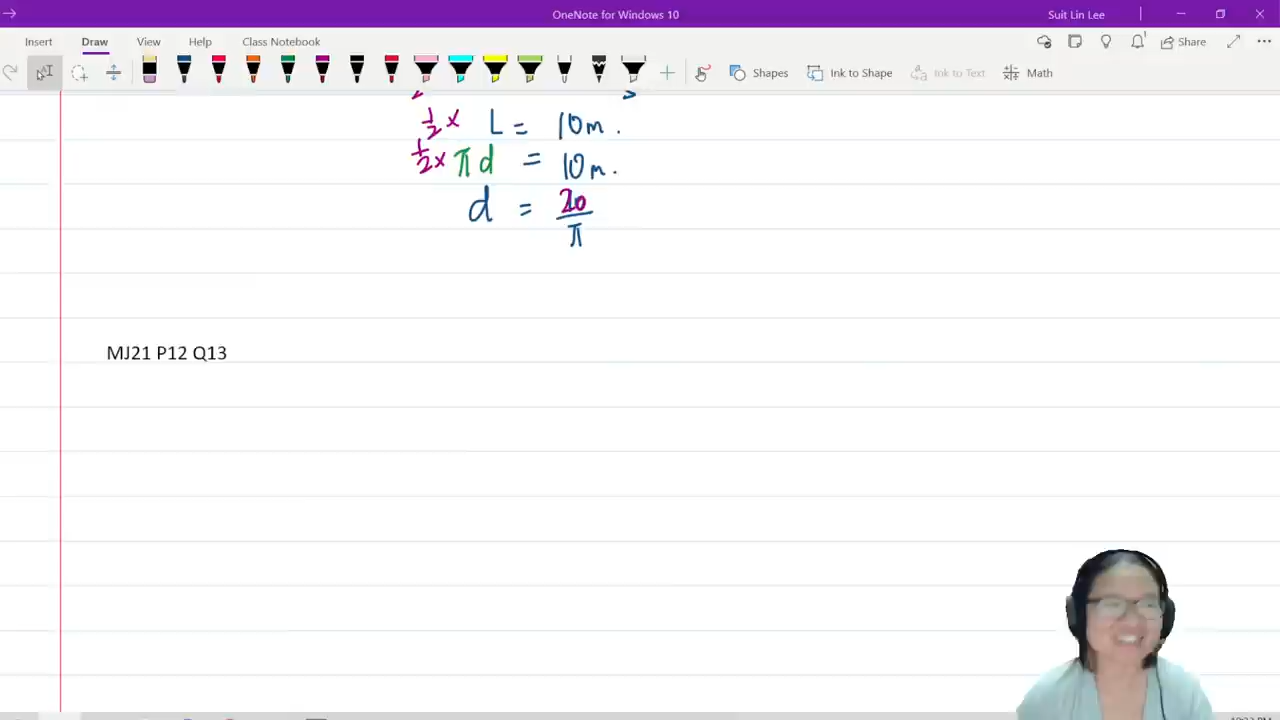 OneNote for Windows 10
Suit Lin Lee
Insert Draw View Help Class Notebook
Share
Shapes Ink to Shape Ink to Text Math
½ × L = 10m.
½ × πd = 10m.
d = 20/π
MJ21 P12 Q13